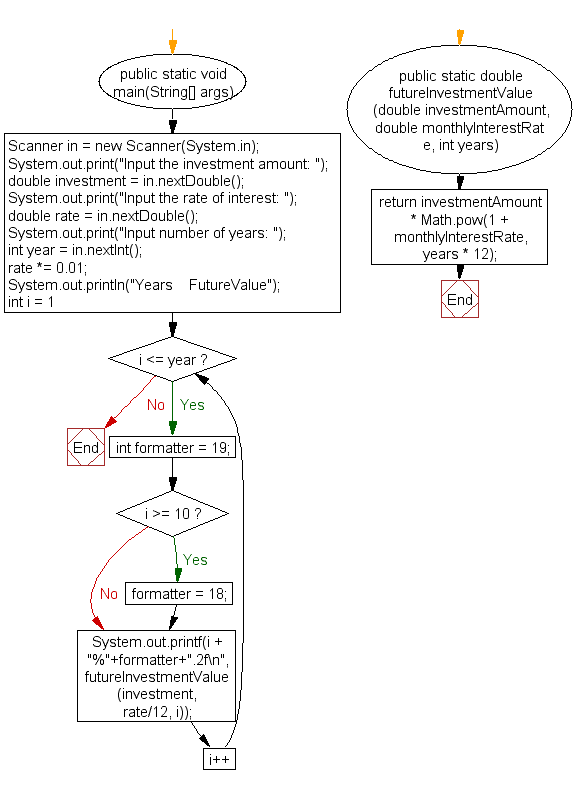 public static void
main(String[] args)
Scanner in = new Scanner(System.in);
System.out.print("Input the investment amount: ");
double investment = in.nextDouble();
System.out.print("Input the rate of interest: ");
double rate = in.nextDouble();
System.out.print("Input number of years: ");
int year = in.nextInt();
rate *= 0.01;
System.out.println("Years    FutureValue");
int i = 1
i <= year ?
No
Yes
End
int formatter = 19;
i >= 10 ?
Yes
No
formatter = 18;
System.out.printf(i +
"%"+formatter+".2f\n",
futureInvestmentValue
(investment,
rate/12, i));
i++
public static double
futureInvestmentValue
(double investmentAmount,
double monthlyInterestRat
e, int years)
return investmentAmount
* Math.pow(1 +
monthlyInterestRate,
years * 12);
End